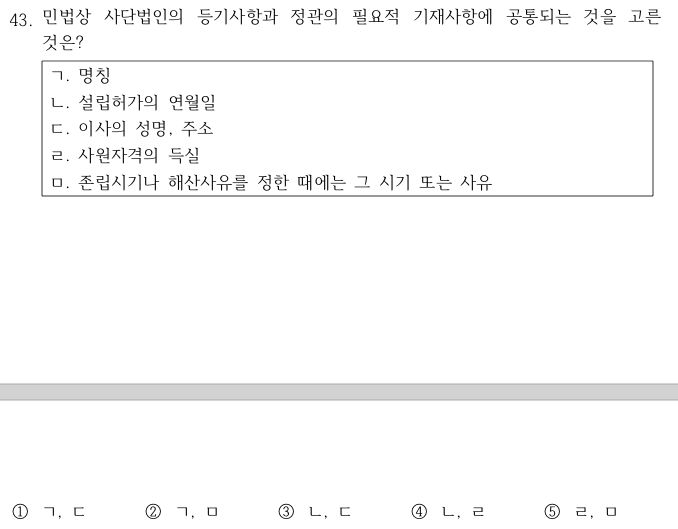 43. 민법상 사단법인의 등기사항과 정관의 필요적 기재사항에 공통되는 것을 고른
것은?
ㄱ. 명칭
ㄴ. 설립허가의 연월일
ㄷ. 이사의 성명, 주소
ㄹ. 사원자격의 득실
ㅁ. 존립시기나 해산사유를 정한 때에는 그 시기 또는 사유
① ㄱ, ㄷ ② ㄱ, ㅁ ③ ㄴ, ㄷ ④ ㄴ, ㄹ ⑤ ㄹ, ㅁ